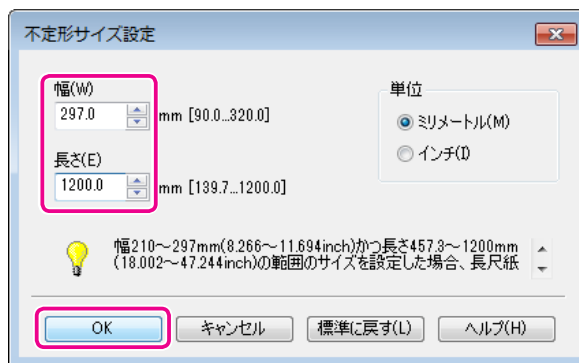 不定形サイズ設定
幅(W)
297.0 mm [90.0...320.0]
長さ(E)
1200.0 mm [139.7...1200.0]
単位
ミリメートル(M)
インチ(I)
幅210～297mm(8.266～11.694inch)かつ長さ457.3～1200mm
(18.002～47.244inch)の範囲のサイズを設定した場合、長尺紙
OK キャンセル 標準に戻す(L) ヘルプ(H)